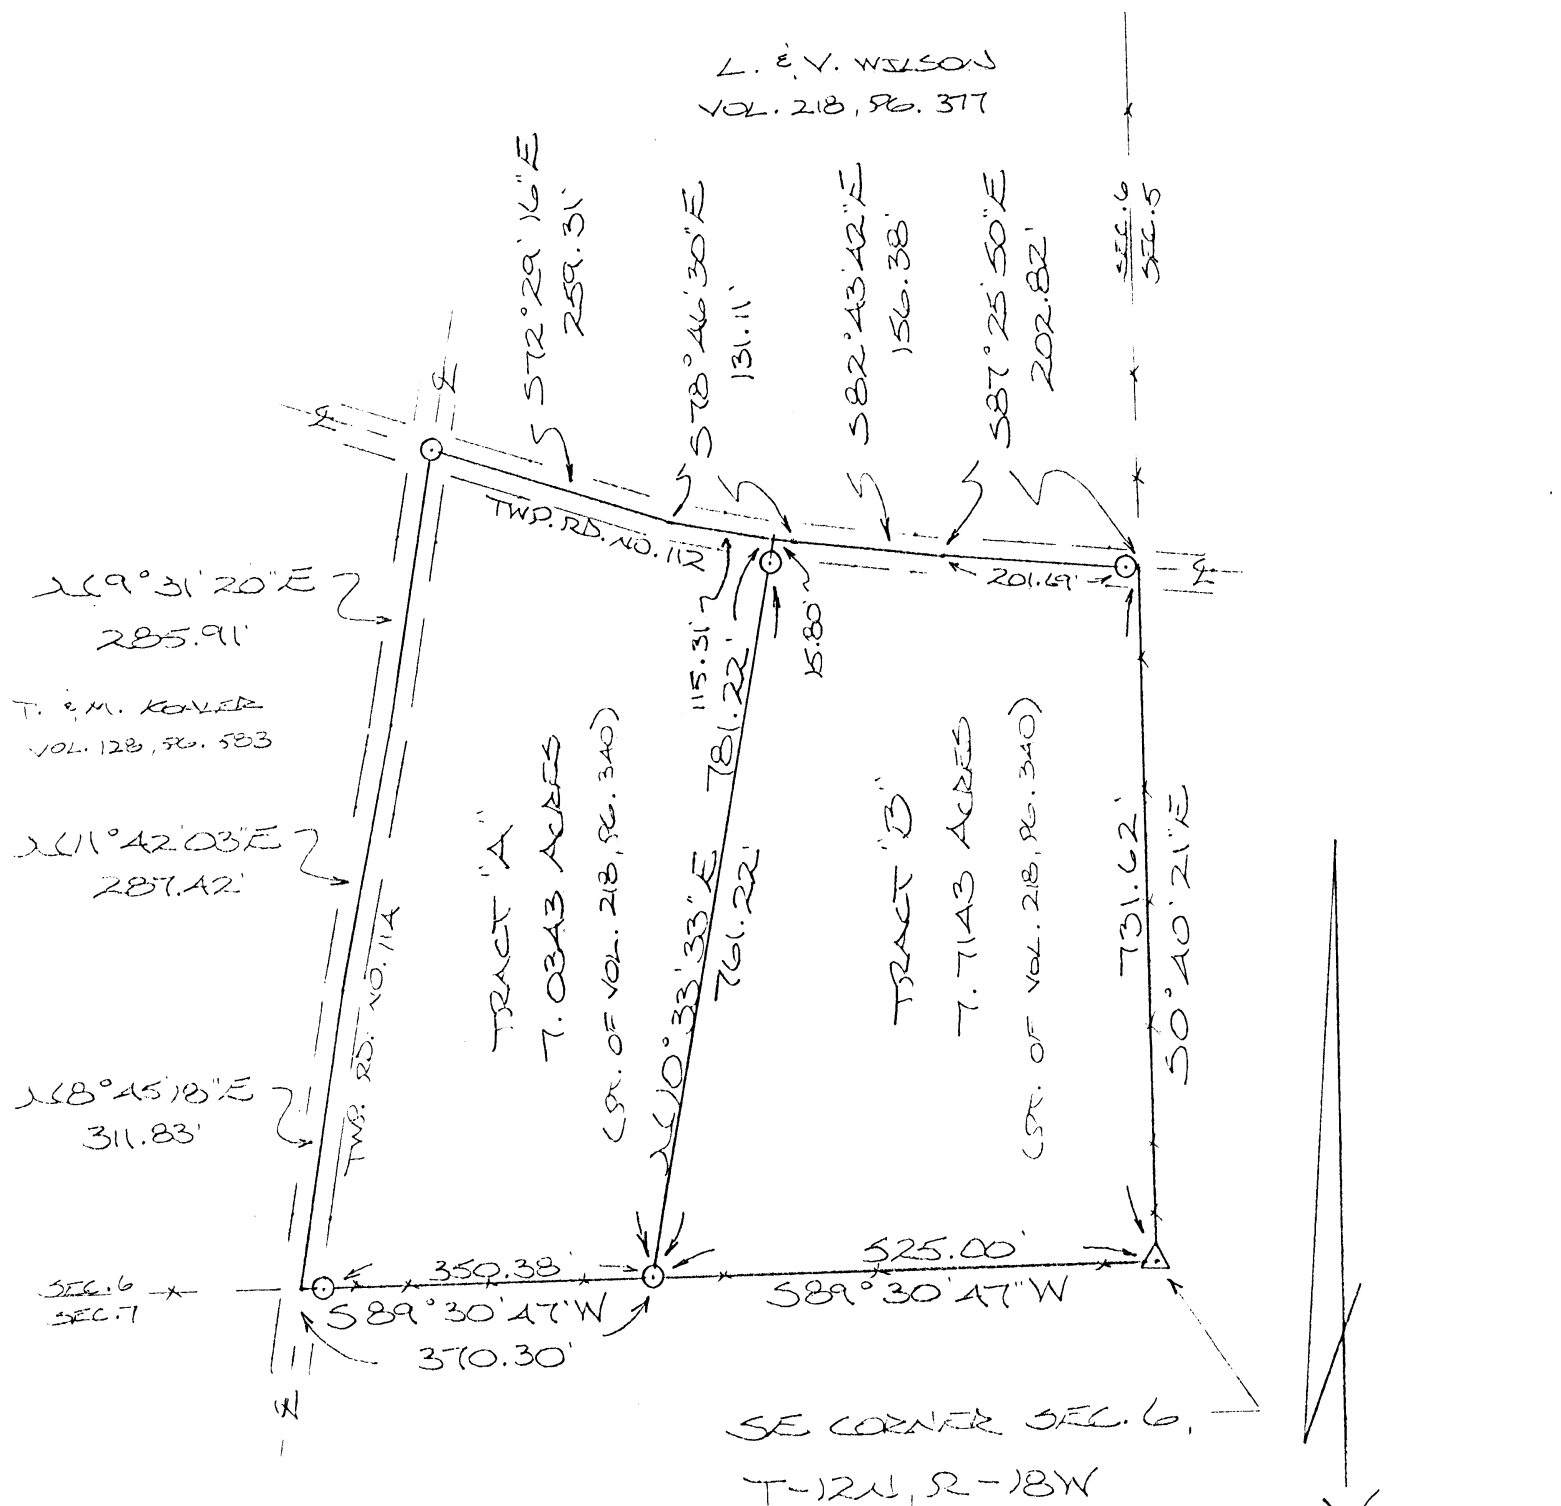 L. & V. WILSON
VOL. 218, PG. 377
S72°29'16"E
259.31'
S78°46'30"E
131.11'
S82°43'42"E
156.38'
S87°25'50"E
202.82'
SEC.6
SEC.5
℄
℄
TWP. RD. NO. 112
201.69'
℄
N9°31'20"E
285.91'
115.31'
15.80'
T. & M.
VOL. 128, PG. 583
N11°42'03"E
287.42'
TWP. RD. NO. 114
N8°45'18"E
311.83'
TRACT "A"
7.0343 ACRES
(PT. OF VOL. 218, PG. 340)
781.22'
N10°33'33"E
761.22'
TRACT "B"
7.7143 ACRES
(PT. OF VOL. 218, PG. 340)
731.62'
S0°40'21"E
SEC.6
SEC.7
350.38'
S89°30'47"W
370.30'
525.00'
S89°30'47"W
℄
SE CORNER SEC. 6,
T-12N, R-18W